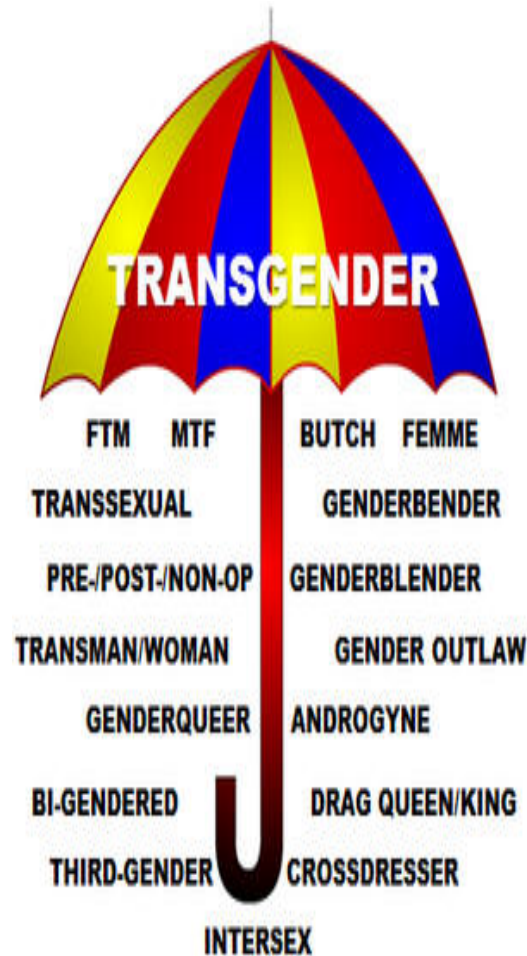 TRANSGENDER
FTM MTF BUTCH FEMME
TRANSSEXUAL GENDERBENDER
PRE-/POST-/NON-OP GENDERBLENDER
TRANSMAN/WOMAN GENDER OUTLAW
GENDERQUEER ANDROGYNE
BI-GENDERED DRAG QUEEN/KING
THIRD-GENDER CROSSDRESSER
INTERSEX